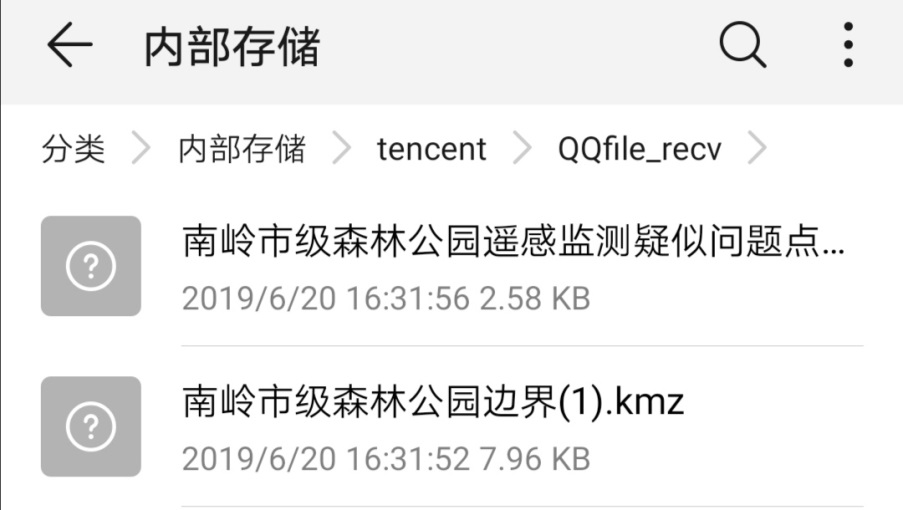 内部存储
分类 内部存储 tencent QQfile_recv
南岭市级森林公园遥感监测疑似问题点...
2019/6/20 16:31:56 2.58 KB
南岭市级森林公园边界(1).kmz
2019/6/20 16:31:52 7.96 KB